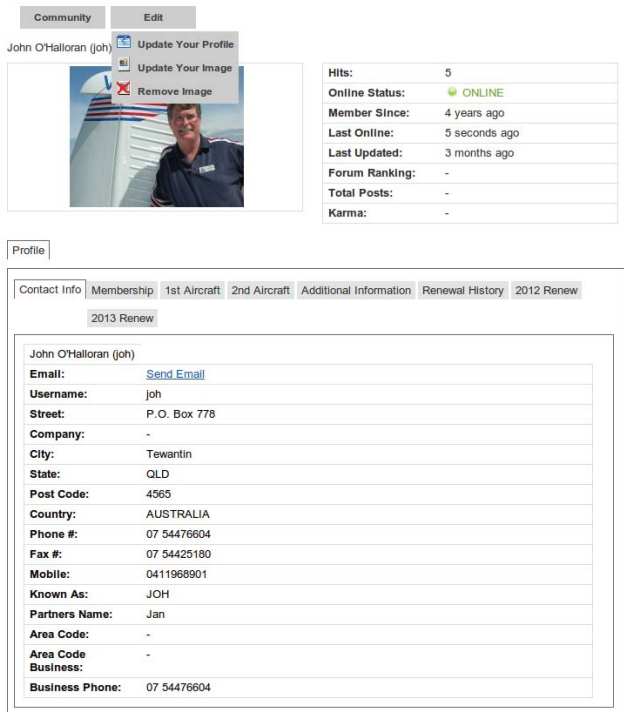 Community Edit
Update Your Profile
John O'Halloran (joh)
Update Your Image
Remove Image
Hits: 5
Online Status: ONLINE
Member Since: 4 years ago
Last Online: 5 seconds ago
Last Updated: 3 months ago
Forum Ranking: -
Total Posts: -
Karma: -
Profile
Contact Info Membership 1st Aircraft 2nd Aircraft Additional Information Renewal History 2012 Renew
2013 Renew
John O'Halloran (joh)
Email: Send Email
Username: joh
Street: P.O. Box 778
Company: -
City: Tewantin
State: QLD
Post Code: 4565
Country: AUSTRALIA
Phone #: 07 54476604
Fax #: 07 54425180
Mobile: 0411968901
Known As: JOH
Partners Name: Jan
Area Code: -
Area Code -
Business:
Business Phone: 07 54476604